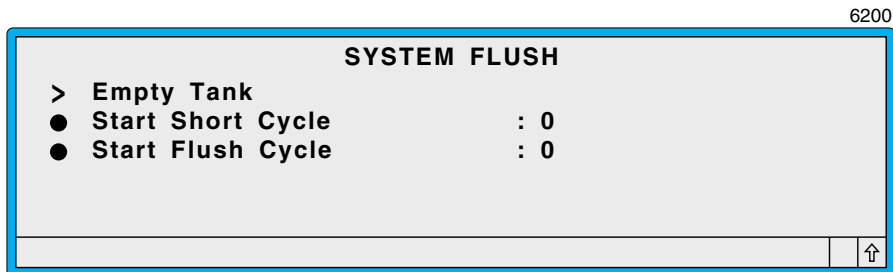 6200
SYSTEM FLUSH
> Empty Tank
● Start Short Cycle : 0
● Start Flush Cycle : 0